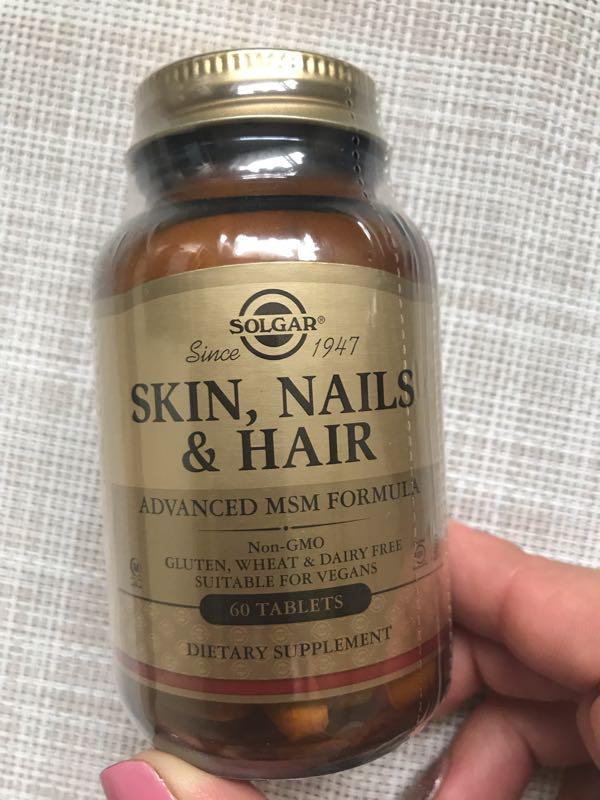 SOLGAR®
Since 1947
SKIN, NAILS
& HAIR
ADVANCED MSM FORMULA
Non-GMO
GLUTEN, WHEAT & DAIRY FREE
SUITABLE FOR VEGANS
60 TABLETS
DIETARY SUPPLEMENT